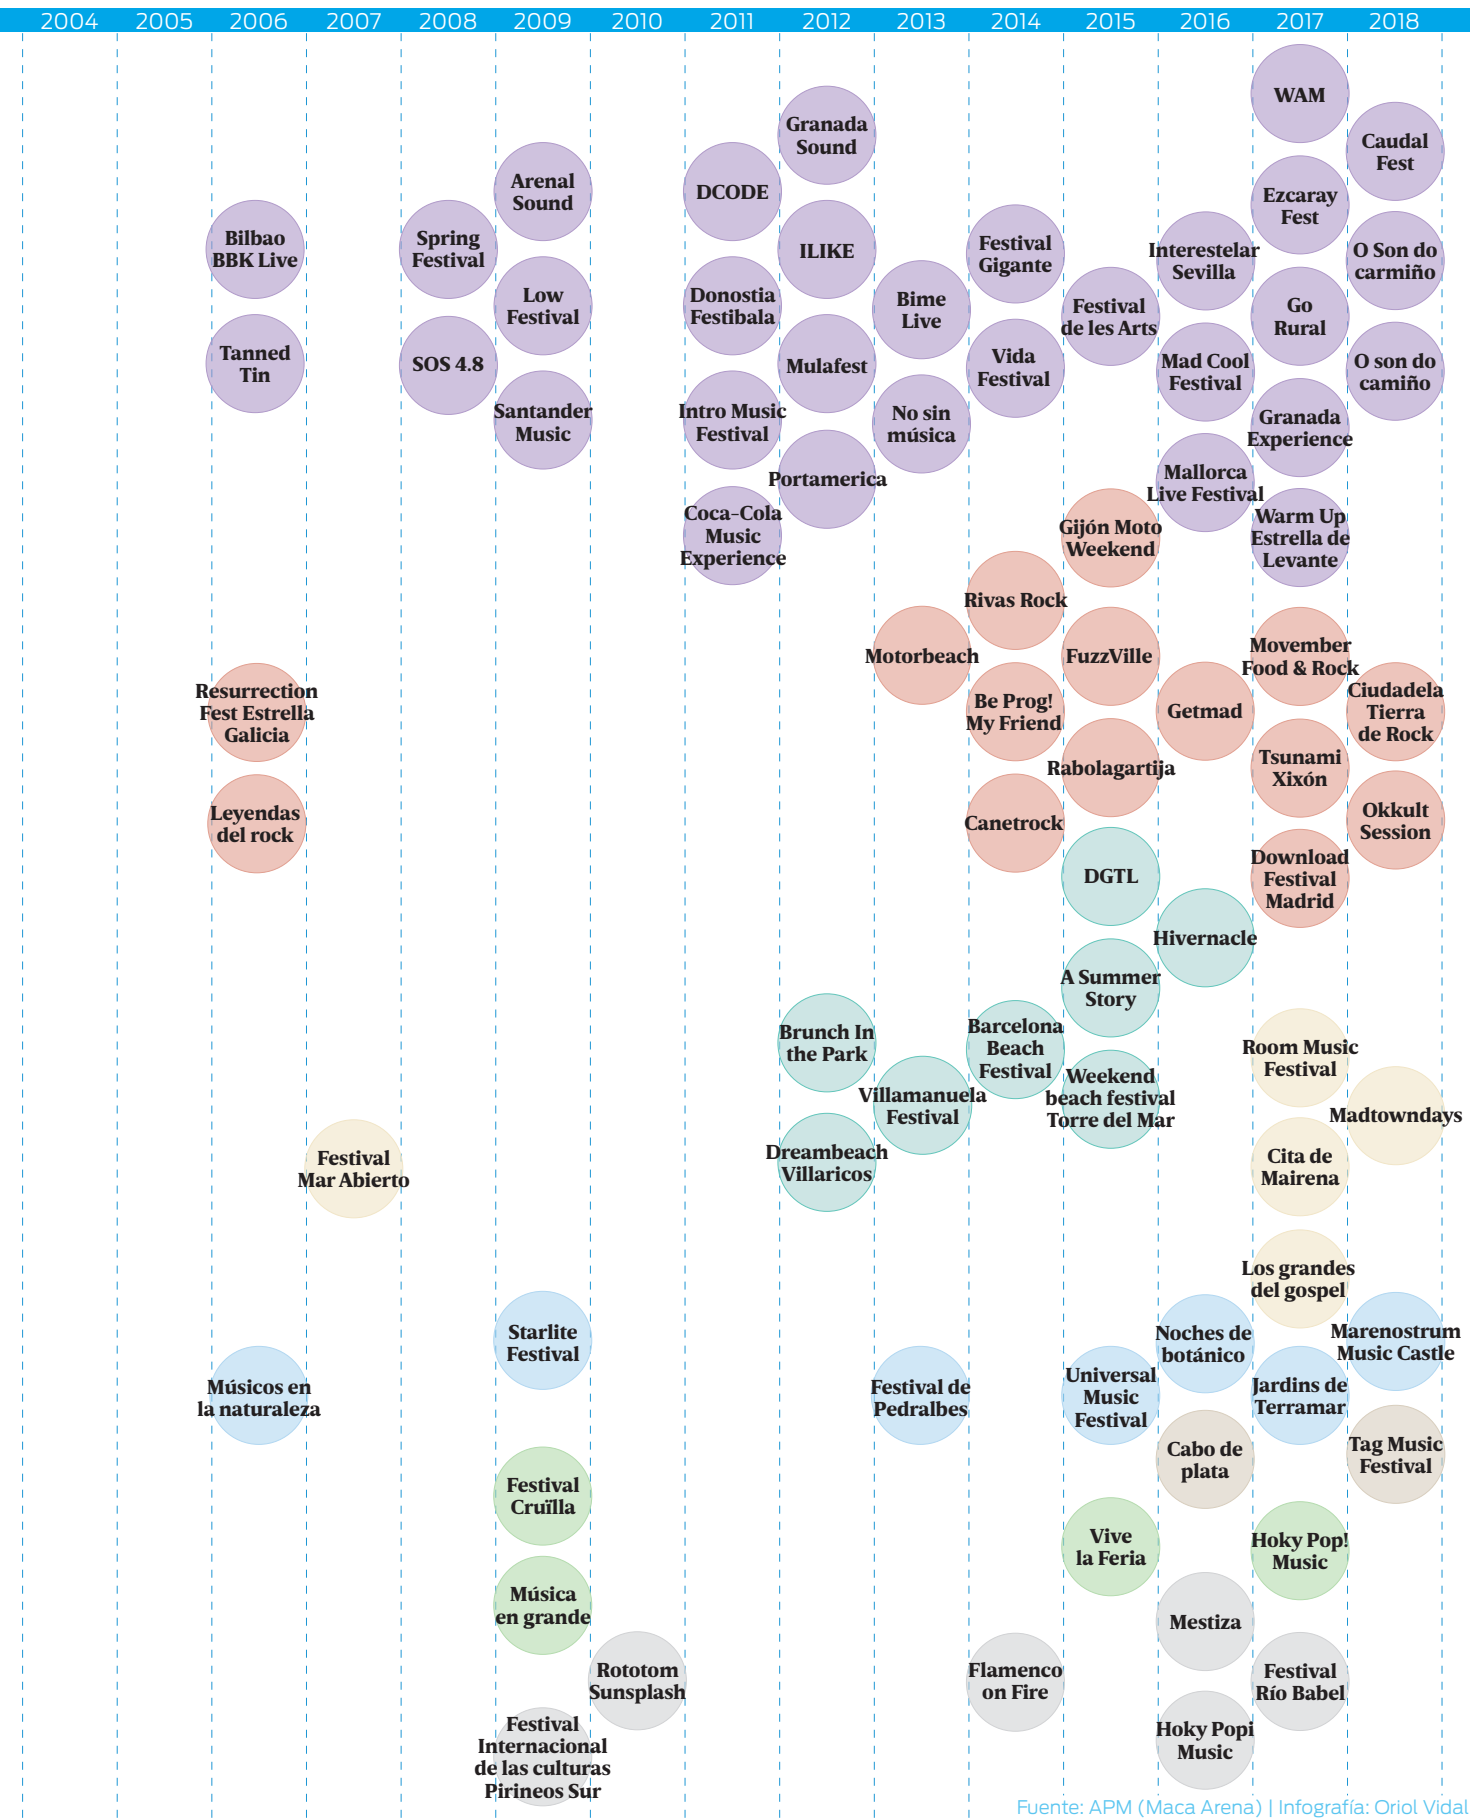 2004 2005 2006 2007 2008 2009 2010 2011 2012 2013 2014 2015 2016 2017 2018
Bilbao
BBK Live
Tanned
Tin
Resurrection
Fest Estrella
Galicia
Leyendas
del rock
Músicos en
la naturaleza
Festival
Mar Abierto
Spring
Festival
SOS 4.8
Arenal
Sound
Low
Festival
Santander
Music
Starlite
Festival
Festival
Cruïlla
Música
en grande
Festival
Internacional
de las culturas
Pirineos Sur
Rototom
Sunsplash
DCODE
Donostia
Festibala
Intro Music
Festival
Coca-Cola
Music
Experience
Granada
Sound
ILIKE
Mulafest
Portamerica
Brunch In
the Park
Dreambeach
Villaricos
Bime
Live
No sin
música
Motorbeach
Villamanuela
Festival
Festival de
Pedralbes
Festival
Gigante
Vida
Festival
Rivas Rock
Be Prog!
My Friend
Canetrock
Barcelona
Beach
Festival
Flamenco
on Fire
Festival
de les Arts
Gijón Moto
Weekend
FuzzVille
Rabolagartija
DGTL
A Summer
Story
Weekend
beach festival
Torre del Mar
Universal
Music
Festival
Vive
la Feria
Interestelar
Sevilla
Mad Cool
Festival
Mallorca
Live Festival
Getmad
Hivernacle
Noches de
botánico
Cabo de
plata
Mestiza
Hoky Popi
Music
WAM
Ezcaray
Fest
Go
Rural
Granada
Experience
Warm Up
Estrella de
Levante
Movember
Food & Rock
Tsunami
Xixón
Download
Festival
Madrid
Room Music
Festival
Cita de
Mairena
Los grandes
del gospel
Jardins de
Terramar
Hoky Pop!
Music
Festival
Río Babel
Caudal
Fest
O Son do
carmiño
O son do
camiño
Ciudadela
Tierra
de Rock
Okkult
Session
Madtowndays
Marenostrum
Music Castle
Tag Music
Festival
Fuente: APM (Maca Arena) | Infografía: Oriol Vidal